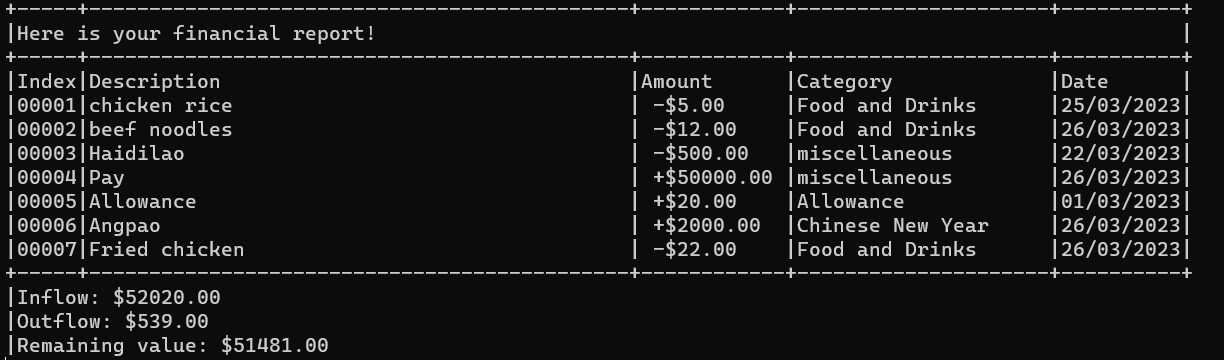 +-----+----------------------------------------------+------------+----------------------+----------+
|Here is your financial report!                                                                    |
+-----+----------------------------------------------+------------+----------------------+----------+
|Index|Description                                   |Amount      |Category              |Date      |
|00001|chicken rice                                  | -$5.00     |Food and Drinks       |25/03/2023|
|00002|beef noodles                                  | -$12.00    |Food and Drinks       |26/03/2023|
|00003|Haidilao                                      | -$500.00   |miscellaneous         |22/03/2023|
|00004|Pay                                           | +$50000.00 |miscellaneous         |26/03/2023|
|00005|Allowance                                     | +$20.00    |Allowance             |01/03/2023|
|00006|Angpao                                        | +$2000.00  |Chinese New Year      |26/03/2023|
|00007|Fried chicken                                 | -$22.00    |Food and Drinks       |26/03/2023|
+-----+----------------------------------------------+------------+----------------------+----------+
|Inflow: $52020.00
|Outflow: $539.00
|Remaining value: $51481.00